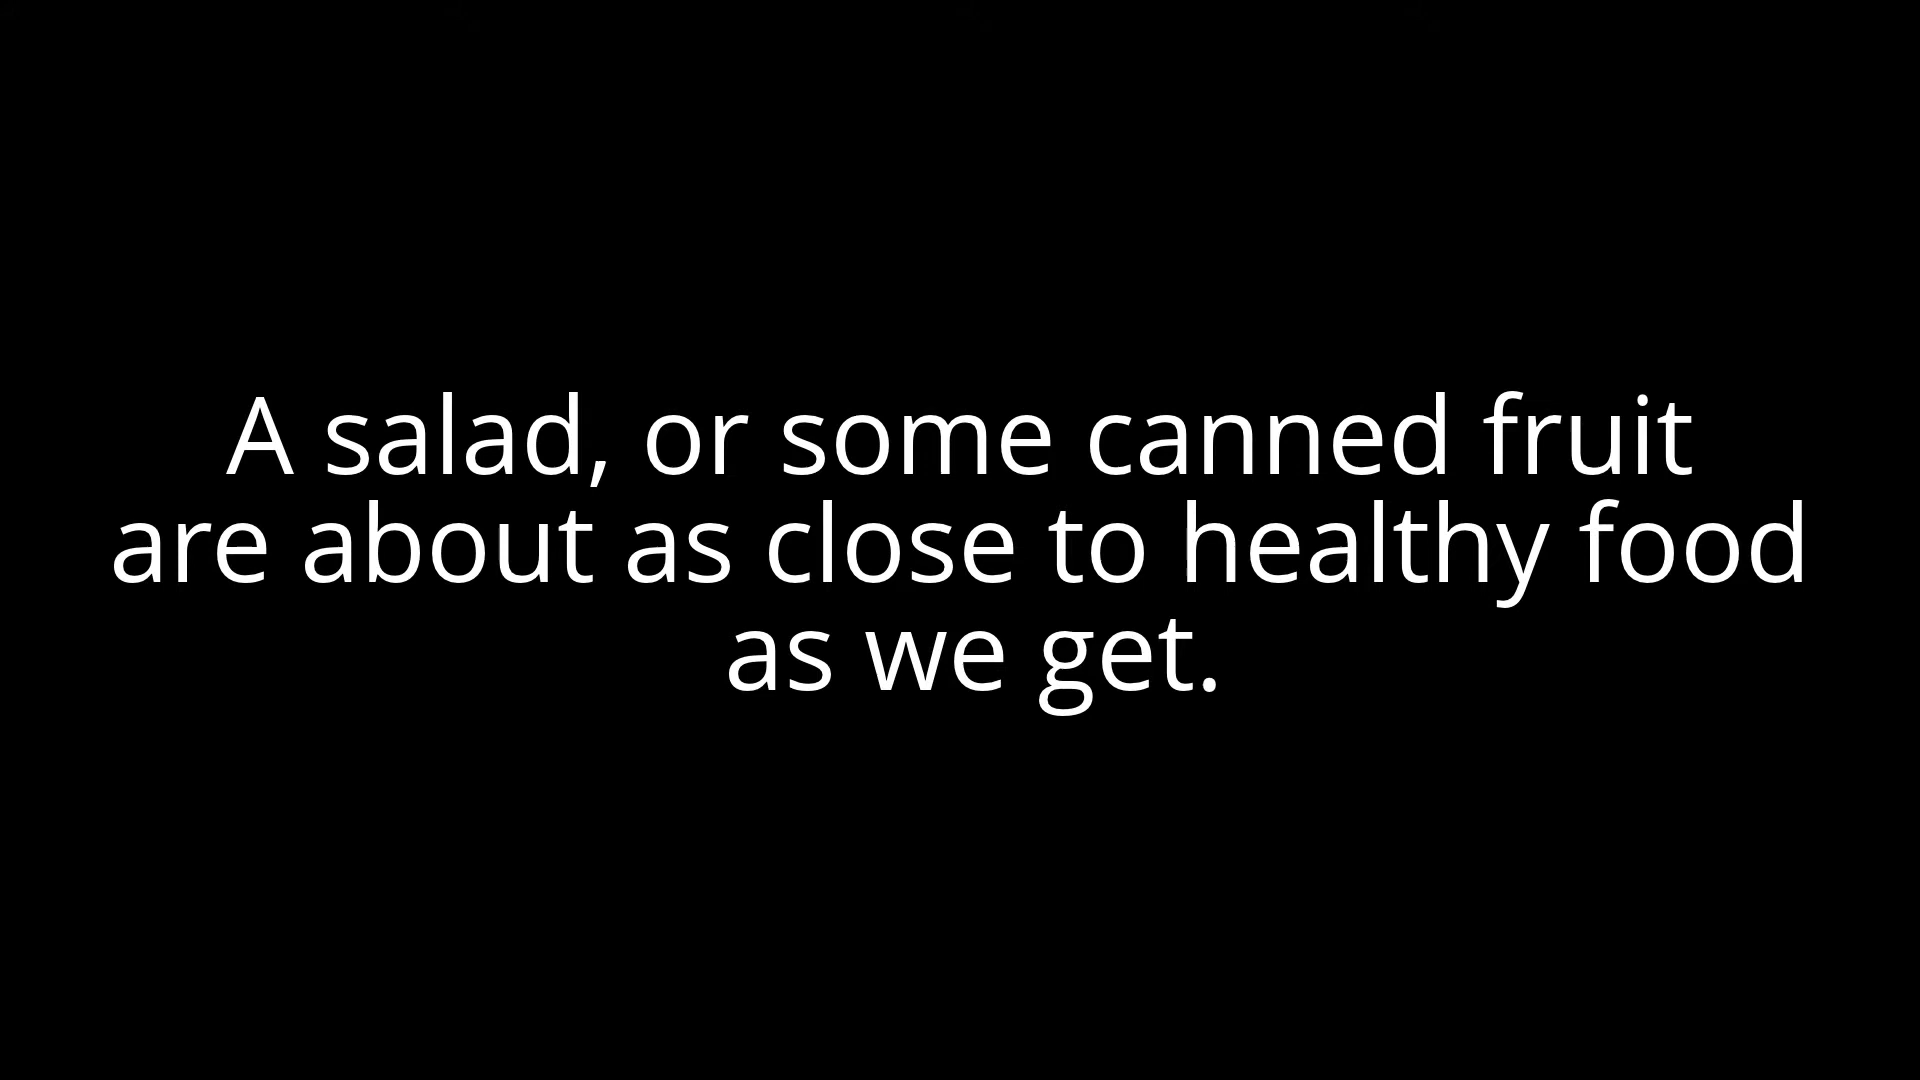 A salad, or some canned fruit
are about as close to healthy food
as we get.